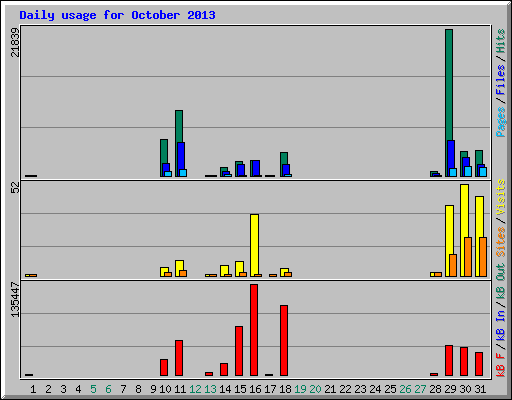 Daily usage for October 2013
21839
52
135447
Pages / Files / Hits
Sites / Visits
kB F / kB In / kB Out
1 2 3 4 5 6 7 8 9 10 11 12 13 14 15 16 17 18 19 20 21 22 23 24 25 26 27 28 29 30 31